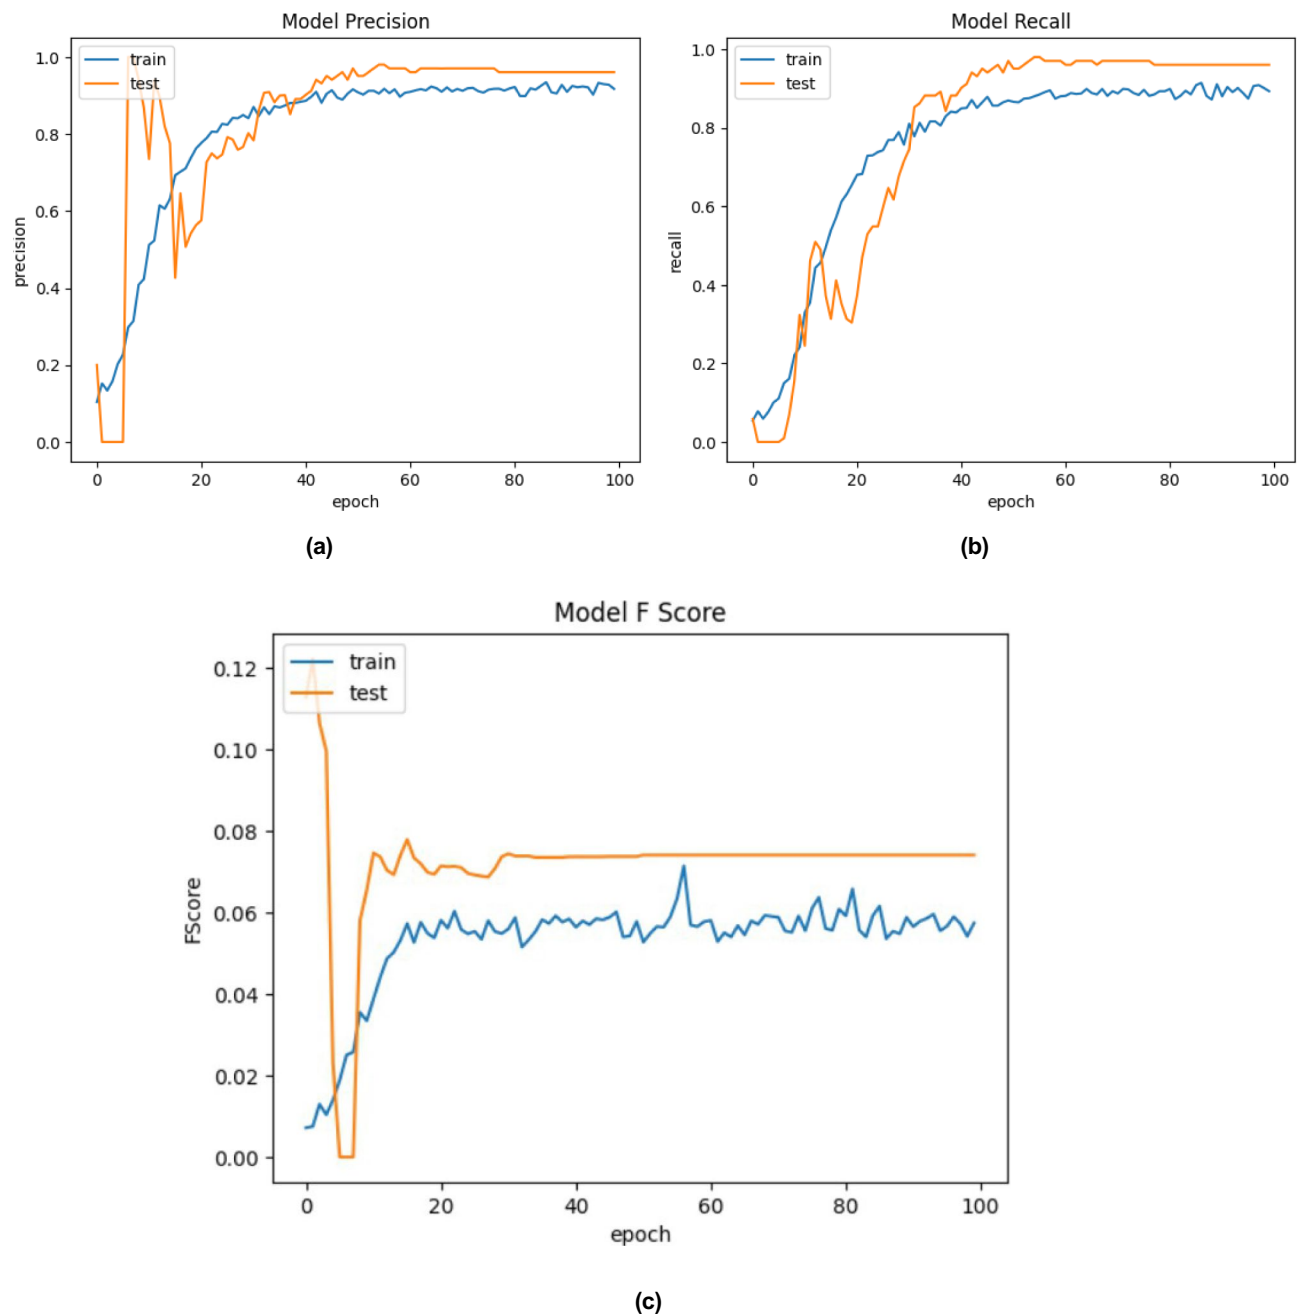 Model Precision
train
test
1.0
0.8
0.6
0.4
0.2
0.0
precision
0 20 40 60 80 100
epoch
(a)
Model Recall
train
test
1.0
0.8
0.6
0.4
0.2
0.0
recall
0 20 40 60 80 100
epoch
(b)
Model F Score
train
test
0.12
0.10
0.08
0.06
0.04
0.02
0.00
FScore
0 20 40 60 80 100
epoch
(c)